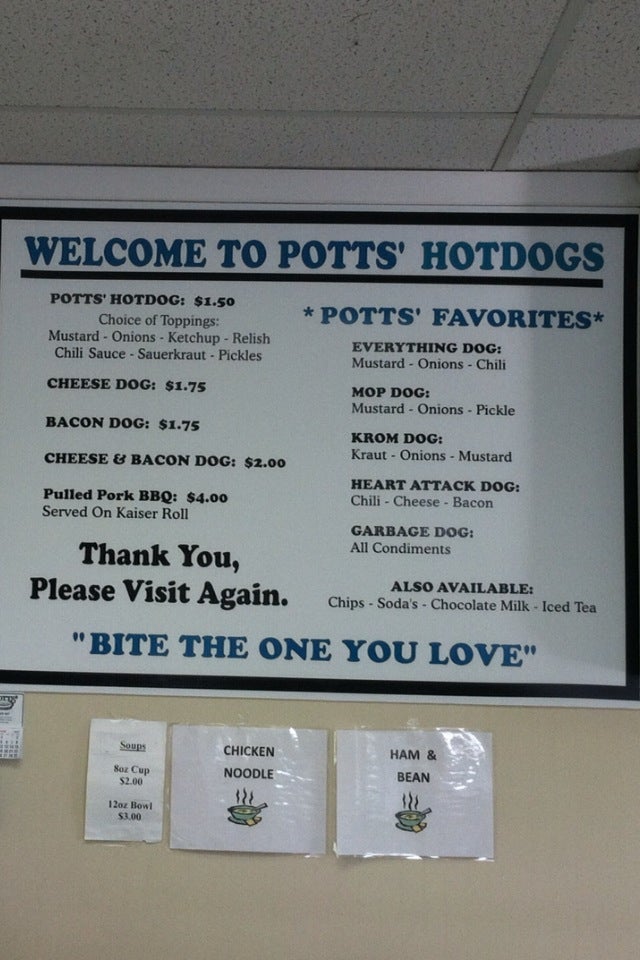 WELCOME TO POTTS' HOTDOGS
POTTS' HOTDOG: $1.50
Choice of Toppings:
Mustard - Onions - Ketchup - Relish
Chili Sauce - Sauerkraut - Pickles
CHEESE DOG: $1.75
BACON DOG: $1.75
CHEESE & BACON DOG: $2.00
Pulled Pork BBQ: $4.00
Served On Kaiser Roll
Thank You,
Please Visit Again.
*POTTS' FAVORITES*
EVERYTHING DOG:
Mustard - Onions - Chili
MOP DOG:
Mustard - Onions - Pickle
KROM DOG:
Kraut - Onions - Mustard
HEART ATTACK DOG:
Chili - Cheese - Bacon
GARBAGE DOG:
All Condiments
ALSO AVAILABLE:
Chips - Soda's - Chocolate Milk - Iced Tea
"BITE THE ONE YOU LOVE"
Soups
8oz Cup
$2.00
12oz Bowl
$3.00
CHICKEN
NOODLE
HAM &
BEAN